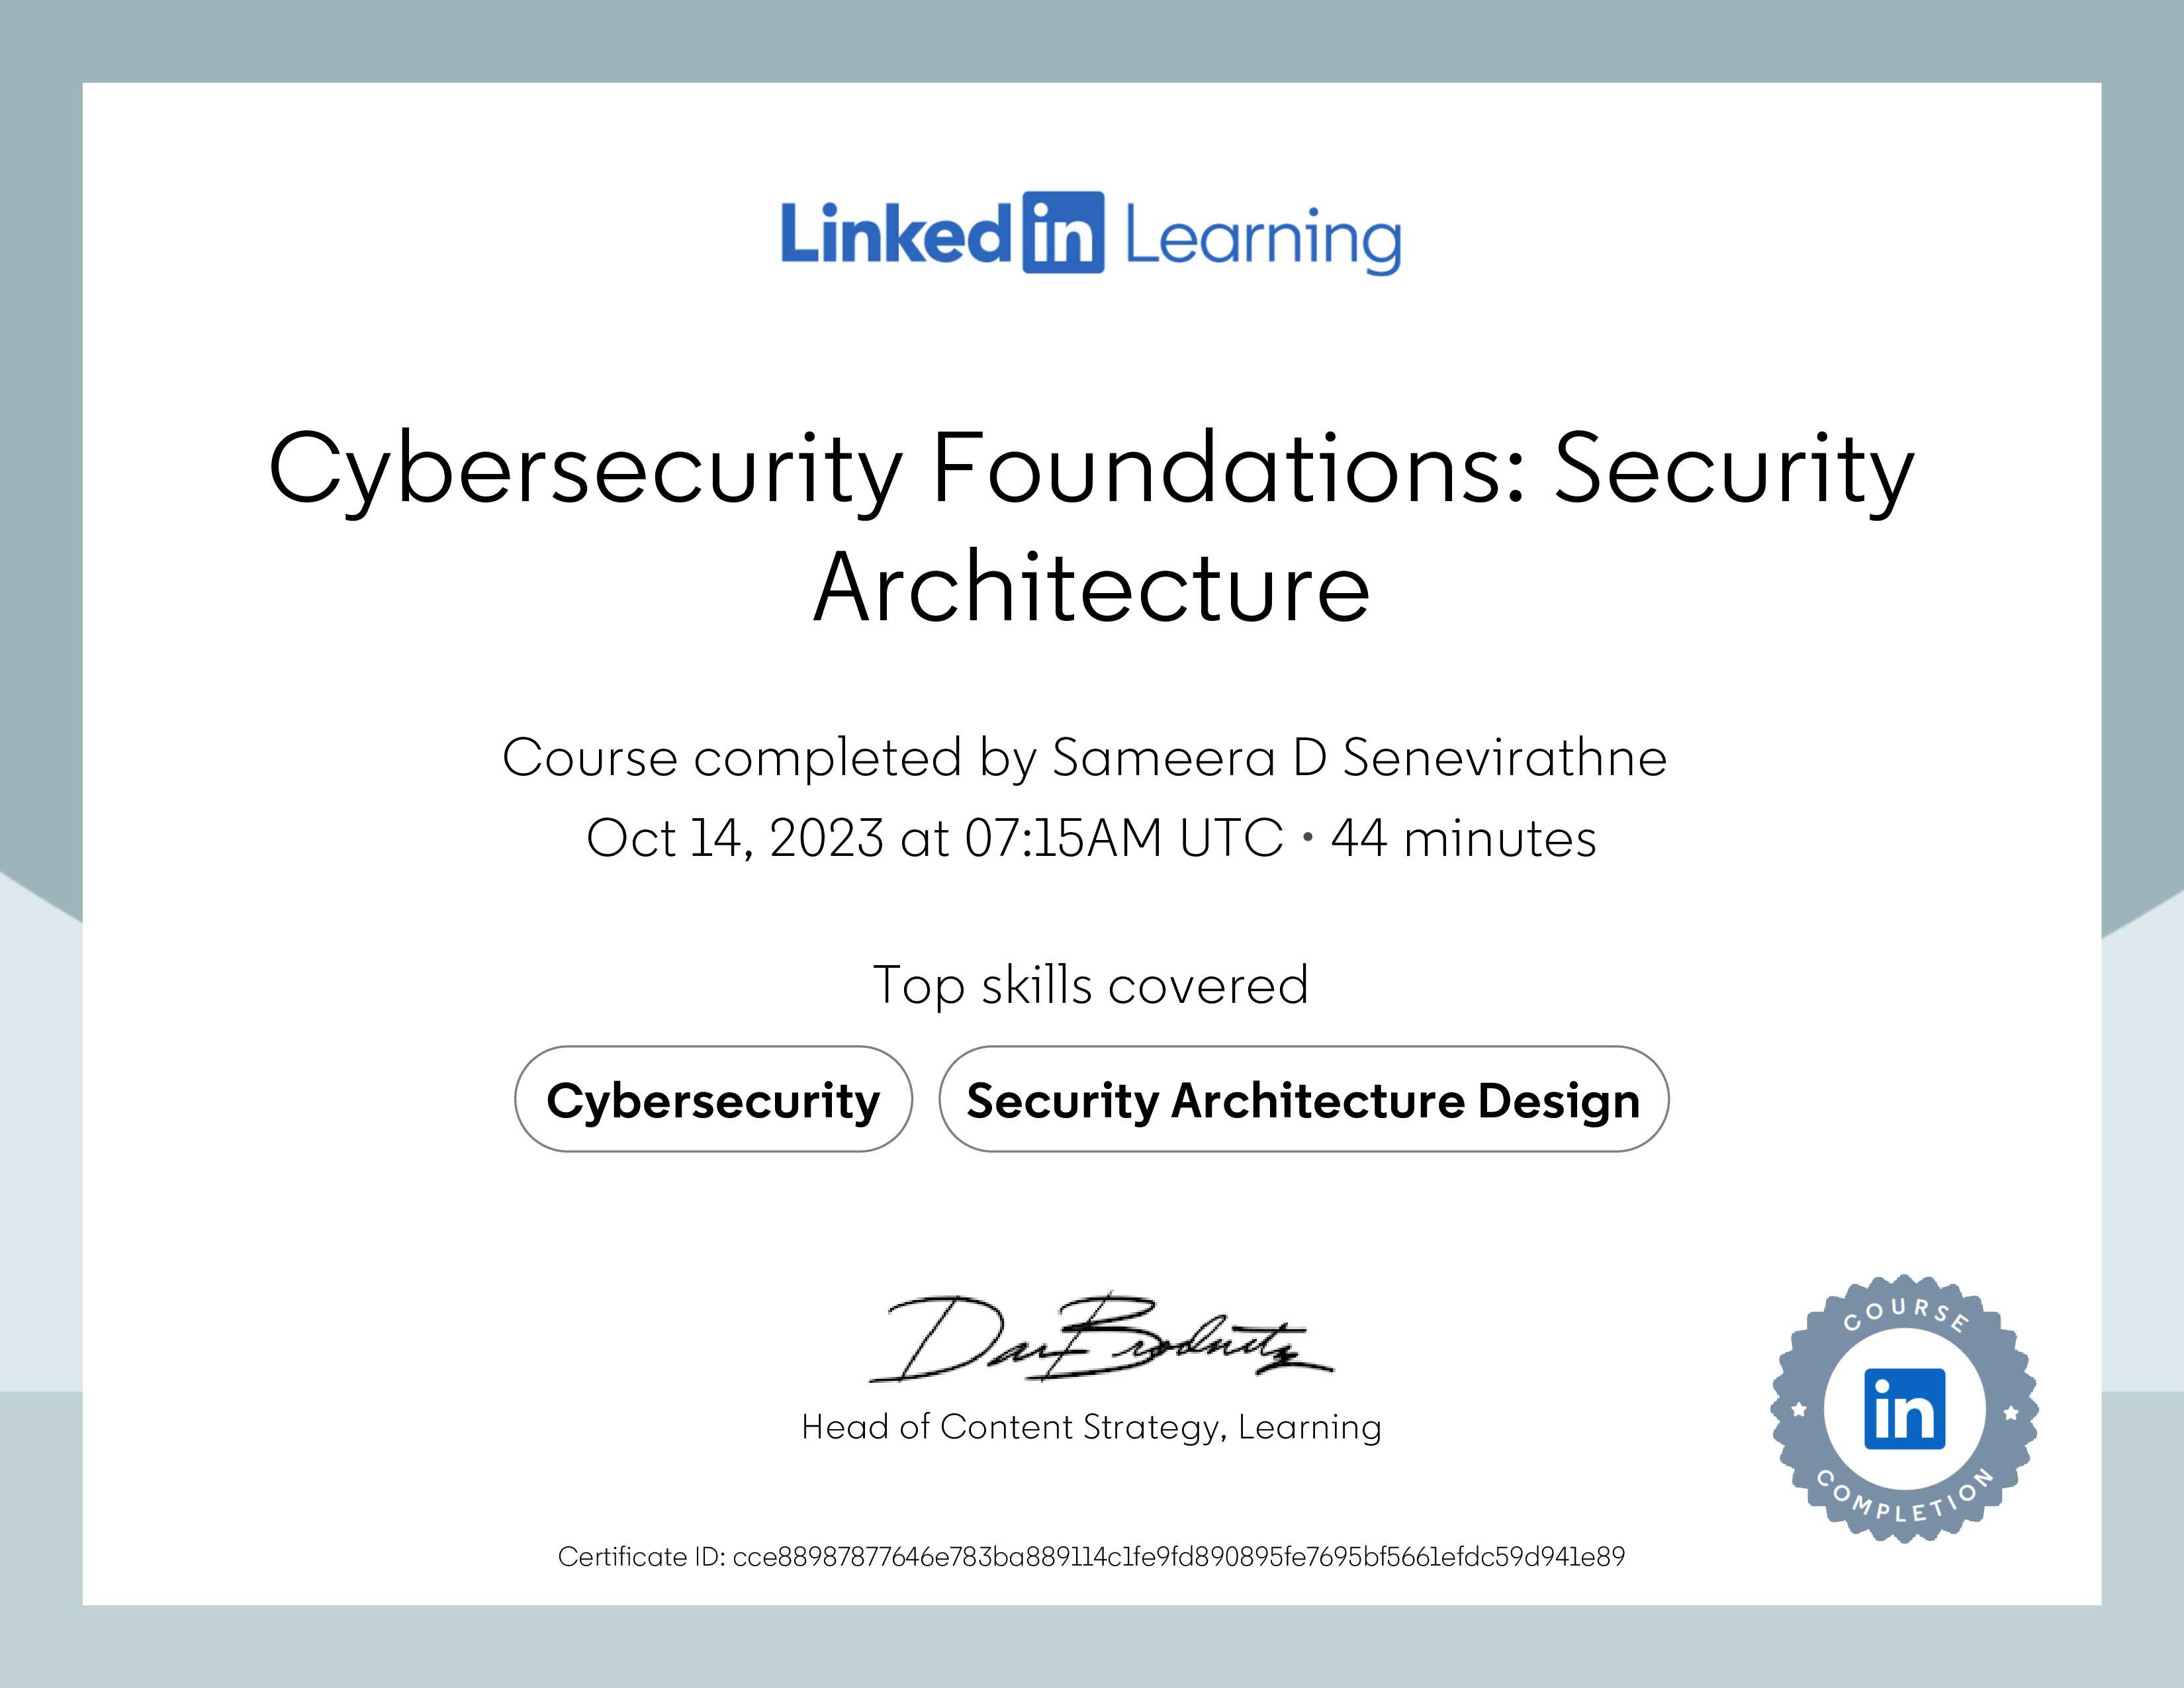 Linked in Learning
Cybersecurity Foundations: Security
Architecture
Course completed by Sameera D Senevirathne
Oct 14, 2023 at 07:15AM UTC • 44 minutes
Top skills covered
Cybersecurity Security Architecture Design
Dan Brodnitz
Head of Content Strategy, Learning
COURSE
in
COMPLETION
Certificate ID: cce88987877646e783ba889114c1fe9fd890895fe7695bf5661efdc59d941e89